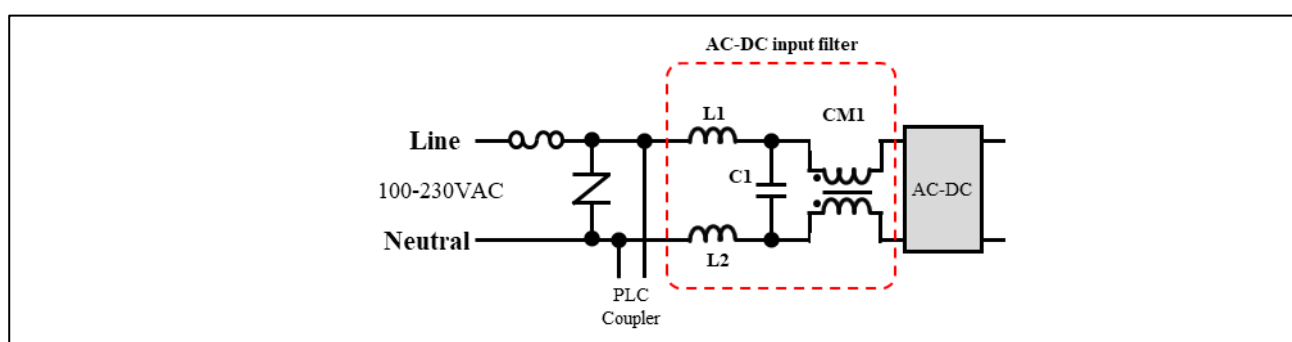 AC-DC input filter
L1
CM1
Line
C1
100-230VAC
AC-DC
Neutral
L2
PLC
Coupler